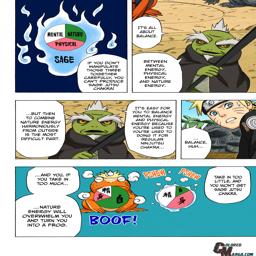 MENTAL
NATURE
PHYSICAL
SAGE
IF YOU DON'T
MANIPULATE
THOSE THREE
TOGETHER
CAREFULLY, YOU
CAN'T PRODUCE
SAGE JUTSU
CHAKRA!
IT'S ALL
ABOUT
BALANCE.
BETWEEN
MENTAL
ENERGY,
PHYSICAL
ENERGY,
AND NATURE
ENERGY.
...BUT THEN
TO COMBINE
NATURE ENERGY
HARMONIOUSLY
FROM OUTSIDE
IS THE MOST
DIFFICULT PART.
IT'S EASY FOR
YOU TO BALANCE
MENTAL ENERGY
AND PHYSICAL
ENERGY BECAUSE
YOU'RE USED TO
YOU'RE USED TO
DOING IT FOR
REGULAR
NINJUTSU
CHAKRA...
BALANCE,
HUH...
...AND YOU, IF
YOU TAKE IN
TOO MUCH...
...NATURE
ENERGY WILL
OVERWHELM YOU
AND TURN YOU
INTO A FROG.
BOOF!
TAKE IN TOO
LITTLE, AND
YOU WON'T GET
SAGE JUTSU
CHAKRA.
COLORED
MANGA.COM